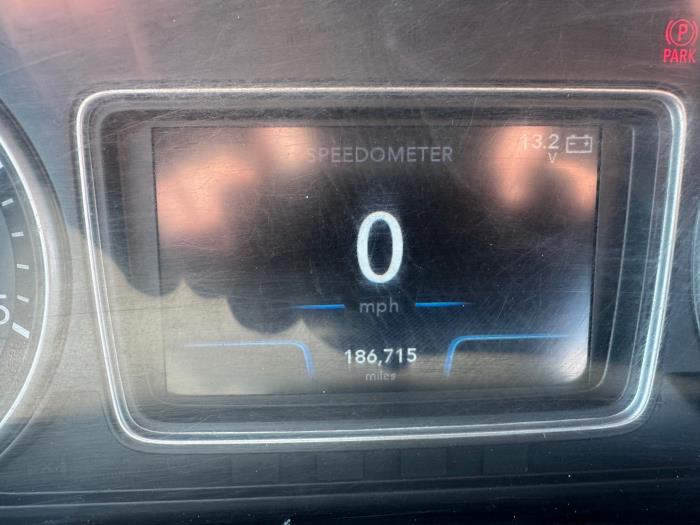 P
PARK
13.2
V
SPEEDOMETER
0
mph
186,715
miles